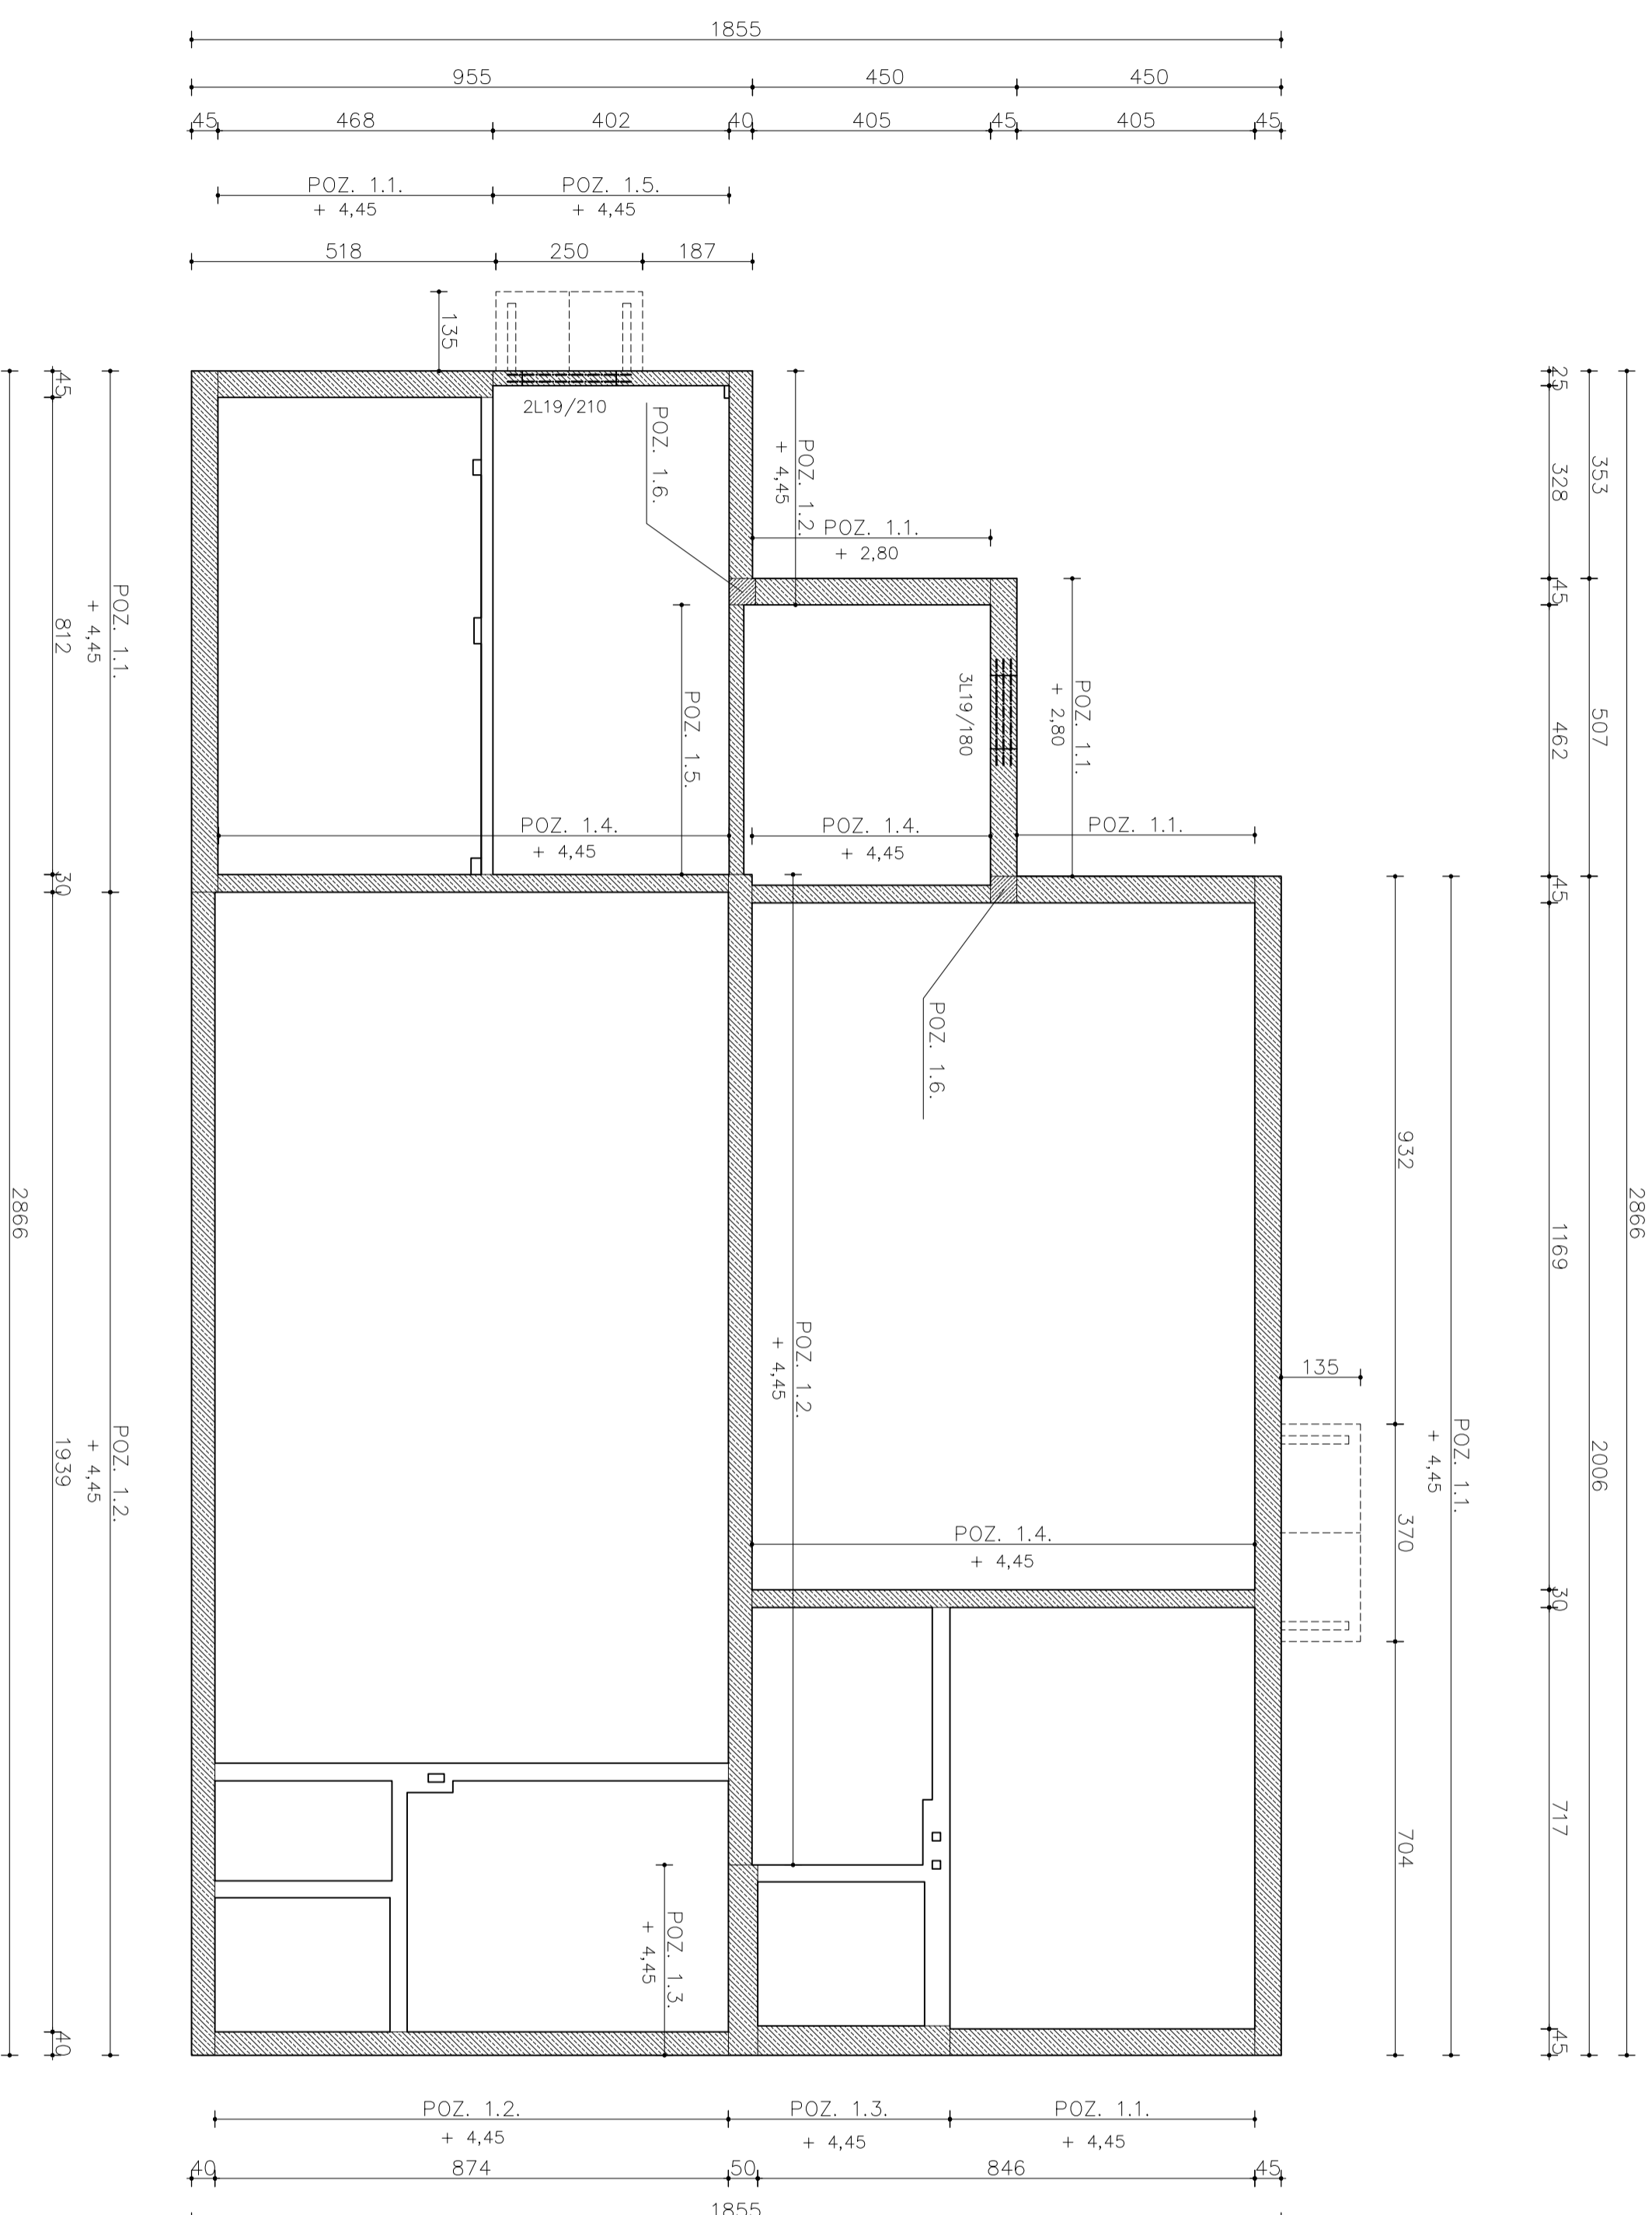 1855
955 450 450
45 468 402 40 405 45 405 45
POZ. 1.1. POZ. 1.5.
+ 4,45 + 4,45
518 250 187
135
2L19/210
POZ. 1.6.
POZ. 1.2.
+ 4,45
POZ. 1.1.
+ 2,80
POZ. 1.1.
+ 2,80
3L19/180
POZ. 1.5.
POZ. 1.4.
+ 4,45
POZ. 1.4.
+ 4,45
POZ. 1.1.
POZ. 1.6.
POZ. 1.2.
+ 4,45
POZ. 1.4.
+ 4,45
POZ. 1.3.
+ 4,45
POZ. 1.1.
+ 4,45
POZ. 1.2.
+ 4,45
45 812 30 1939 40
2866
135
932 370 704
POZ. 1.1.
+ 4,45
25 328 45 462 45 1169 30 717 45
353 507 2006
2866
POZ. 1.2. POZ. 1.3. POZ. 1.1.
+ 4,45 + 4,45 + 4,45
40 874 50 846 45
1855